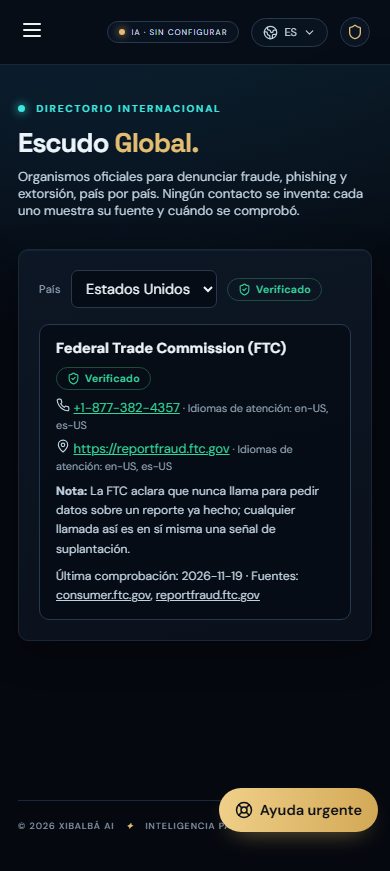 IA · SIN CONFIGURAR
ES
DIRECTORIO INTERNACIONAL
Escudo Global.
Organismos oficiales para denunciar fraude, phishing y
extorsión, país por país. Ningún contacto se inventa: cada
uno muestra su fuente y cuándo se comprobó.
País
Estados Unidos
Verificado
Federal Trade Commission (FTC)
Verificado
+1-877-382-4357 · Idiomas de atención: en-US,
es-US
https://reportfraud.ftc.gov · Idiomas de
atención: en-US, es-US
Nota: La FTC aclara que nunca llama para pedir
datos sobre un reporte ya hecho; cualquier
llamada así es en sí misma una señal de
suplantación.
Última comprobación: 2026-11-19 · Fuentes:
consumer.ftc.gov, reportfraud.ftc.gov
Ayuda urgente
© 2026 XIBALBÁ AI ✦ INTELIGENCIA